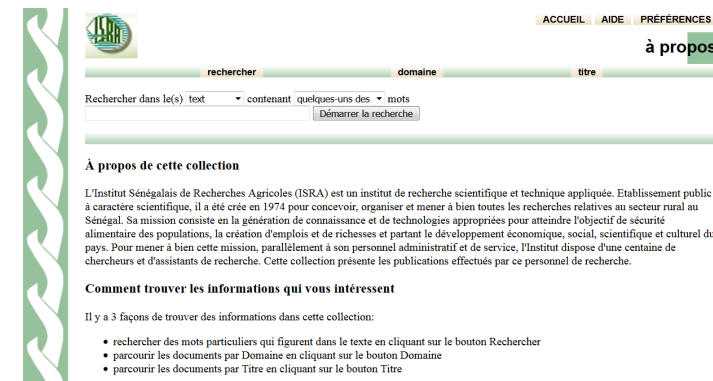 ISRA
ACCUEIL AIDE PRÉFÉRENCES
à propos
rechercher domaine titre
Rechercher dans le(s) text contenant quelques-uns des mots
Démarrer la recherche
À propos de cette collection
L'Institut Sénégalais de Recherches Agricoles (ISRA) est un institut de recherche scientifique et technique appliquée. Etablissement public
à caractère scientifique, il a été crée en 1974 pour concevoir, organiser et mener à bien toutes les recherches relatives au secteur rural au
Sénégal. Sa mission consiste en la génération de connaissance et de technologies appropriées pour atteindre l'objectif de sécurité
alimentaire des populations, la création d'emplois et de richesses et partant le développement économique, social, scientifique et culturel du
pays. Pour mener à bien cette mission, parallèlement à son personnel administratif et de service, l'Institut dispose d'une centaine de
chercheurs et d'assistants de recherche. Cette collection présente les publications effectués par ce personnel de recherche.
Comment trouver les informations qui vous intéressent
Il y a 3 façons de trouver des informations dans cette collection:
• rechercher des mots particuliers qui figurent dans le texte en cliquant sur le bouton Rechercher
• parcourir les documents par Domaine en cliquant sur le bouton Domaine
• parcourir les documents par Titre en cliquant sur le bouton Titre